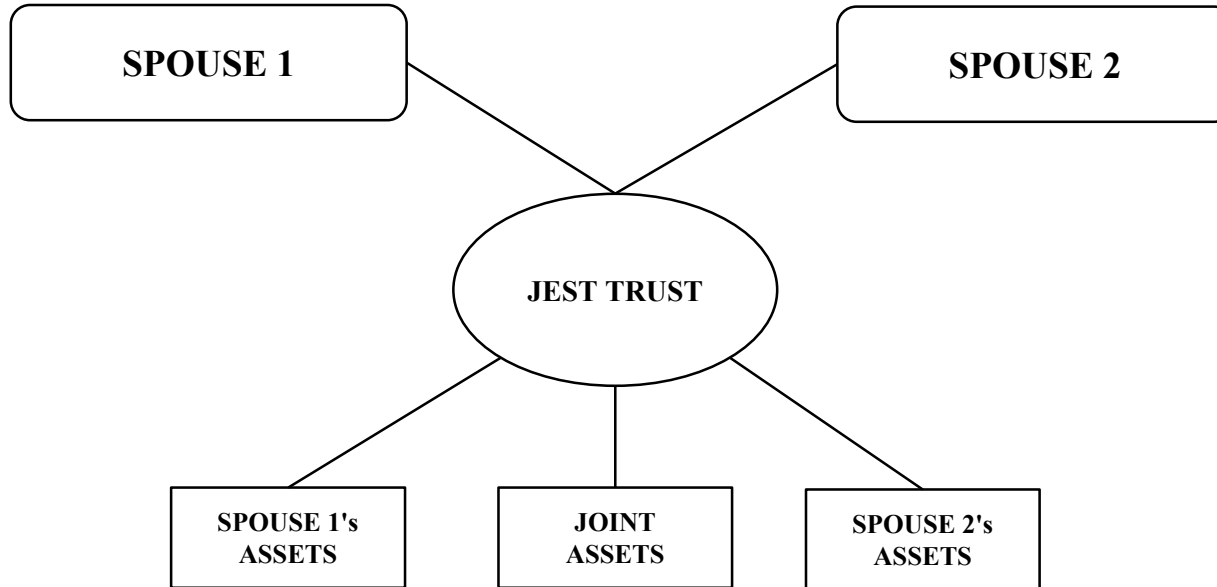 SPOUSE 1
SPOUSE 2
JEST TRUST
SPOUSE 1's
ASSETS
JOINT
ASSETS
SPOUSE 2's
ASSETS